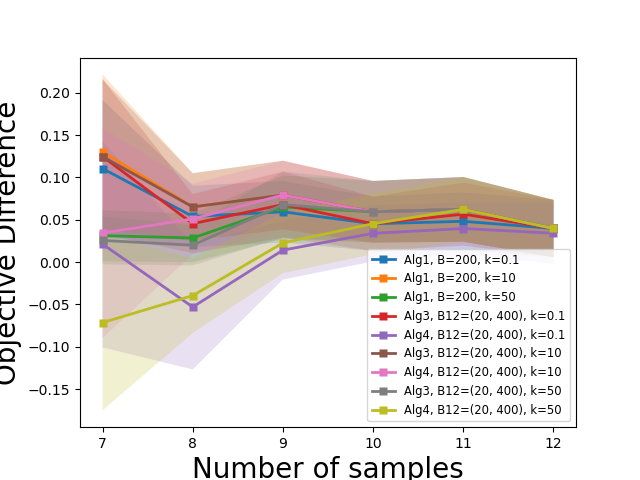 Objective Difference
0.20
0.15
0.10
0.05
0.00
−0.05
−0.10
−0.15
Alg1, B=200, k=0.1
Alg1, B=200, k=10
Alg1, B=200, k=50
Alg3, B12=(20, 400), k=0.1
Alg4, B12=(20, 400), k=0.1
Alg3, B12=(20, 400), k=10
Alg4, B12=(20, 400), k=10
Alg3, B12=(20, 400), k=50
Alg4, B12=(20, 400), k=50
7 8 9 10 11 12
Number of samples